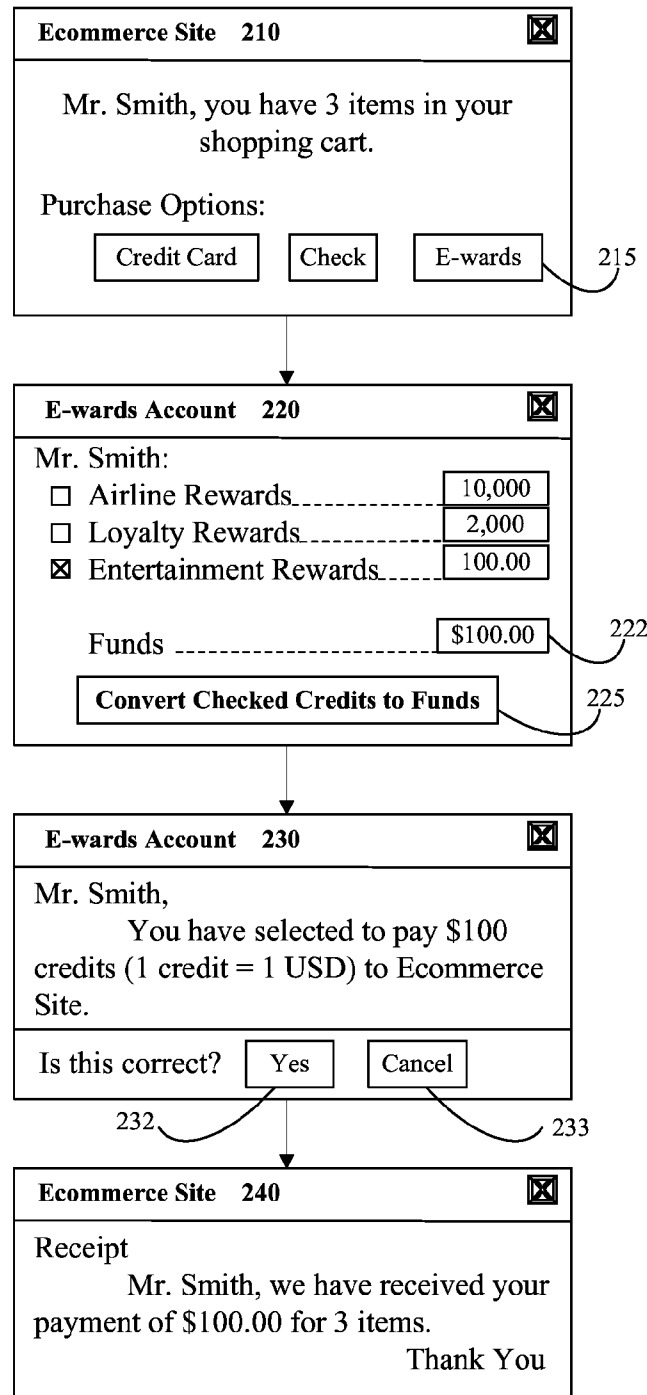 Ecommerce Site 210
Mr. Smith, you have 3 items in your
shopping cart.
Purchase Options:
Credit Card Check E-wards 215
E-wards Account 220
Mr. Smith:
Airline Rewards 10,000
Loyalty Rewards 2,000
Entertainment Rewards 100.00
Funds $100.00 222
Convert Checked Credits to Funds 225
E-wards Account 230
Mr. Smith,
You have selected to pay $100
credits (1 credit = 1 USD) to Ecommerce
Site.
Is this correct? Yes Cancel
232 233
Ecommerce Site 240
Receipt
Mr. Smith, we have received your
payment of $100.00 for 3 items.
Thank You